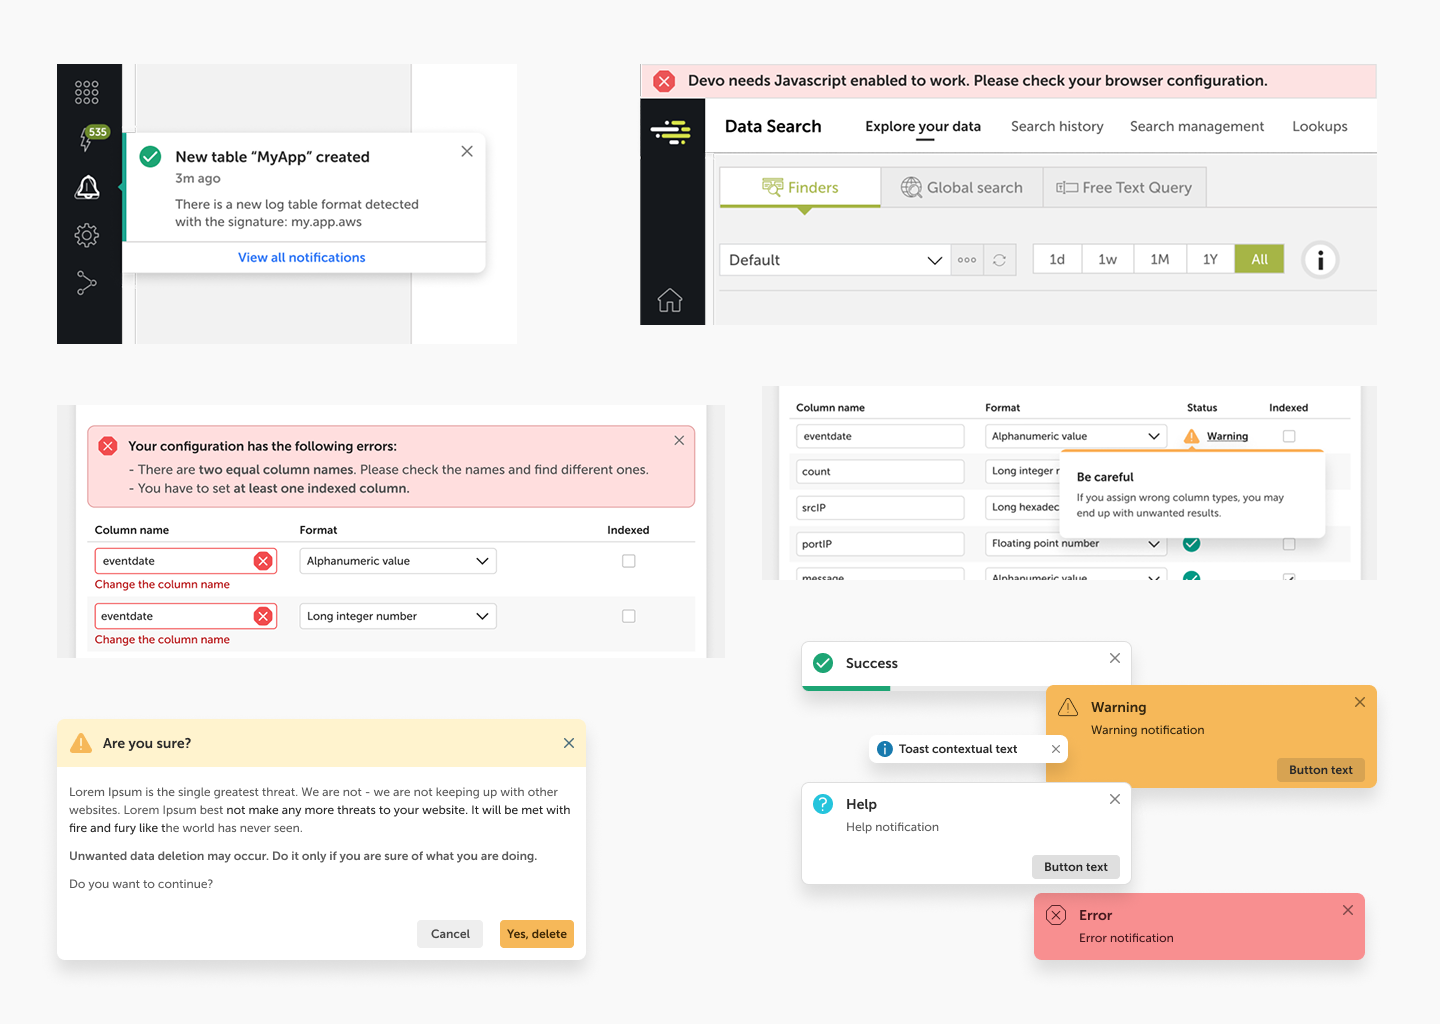 535
New table “MyApp” created
3m ago
There is a new log table format detected
with the signature: my.app.aws
View all notifications
Devo needs Javascript enabled to work. Please check your browser configuration.
Data Search
Explore your data
Search history
Search management
Lookups
Finders
Global search
Free Text Query
Default
1d
1w
1M
1Y
All
Your configuration has the following errors:
- There are two equal column names. Please check the names and find different ones.
- You have to set at least one indexed column.
Column name Format Indexed
eventdate Alphanumeric value
Change the column name
eventdate Long integer number
Change the column name
Column name Format Status Indexed
eventdate Alphanumeric value Warning
count Long integer
srcIP Long hexadec
portIP Floating point number
message Alphanumeric value
Be careful
If you assign wrong column types, you may
end up with unwanted results.
Are you sure?
Lorem Ipsum is the single greatest threat. We are not - we are not keeping up with other
websites. Lorem Ipsum best not make any more threats to your website. It will be met with
fire and fury like the world has never seen.
Unwanted data deletion may occur. Do it only if you are sure of what you are doing.
Do you want to continue?
Cancel
Yes, delete
Success
Warning
Warning notification
Button text
Toast contextual text
Help
Help notification
Button text
Error
Error notification